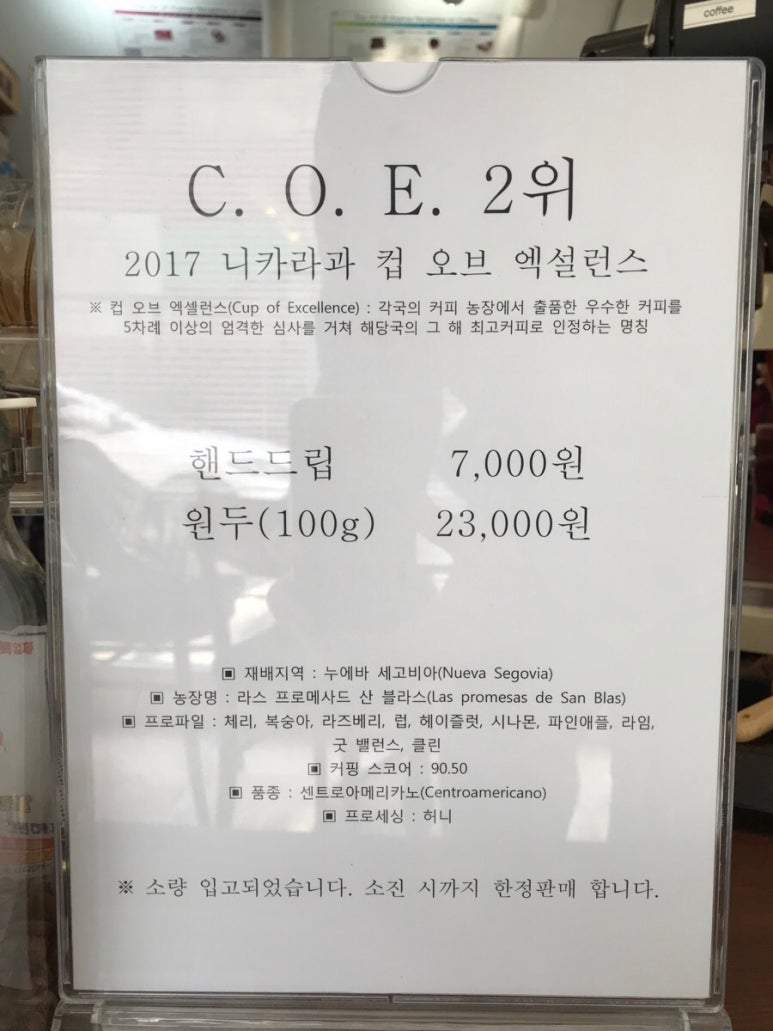 coffee
C. O. E. 2위
2017 니카라과 컵 오브 엑설런스
※ 컵 오브 엑셀런스(Cup of Excellence) : 각국의 커피 농장에서 출품한 우수한 커피를
5차례 이상의 엄격한 심사를 거쳐 해당국의 그 해 최고커피로 인정하는 명칭
핸드드립 7,000원
원두(100g) 23,000원
▣ 재배지역 : 누에바 세고비아(Nueva Segovia)
▣ 농장명 : 라스 프로메사드 산 블라스(Las promesas de San Blas)
▣ 프로파일 : 체리, 복숭아, 라즈베리, 럼, 헤이즐럿, 시나몬, 파인애플, 라임,
굿 밸런스, 클린
▣ 커핑 스코어 : 90.50
▣ 품종 : 센트로아메리카노(Centroamericano)
▣ 프로세싱 : 허니
※ 소량 입고되었습니다. 소진 시까지 한정판매 합니다.